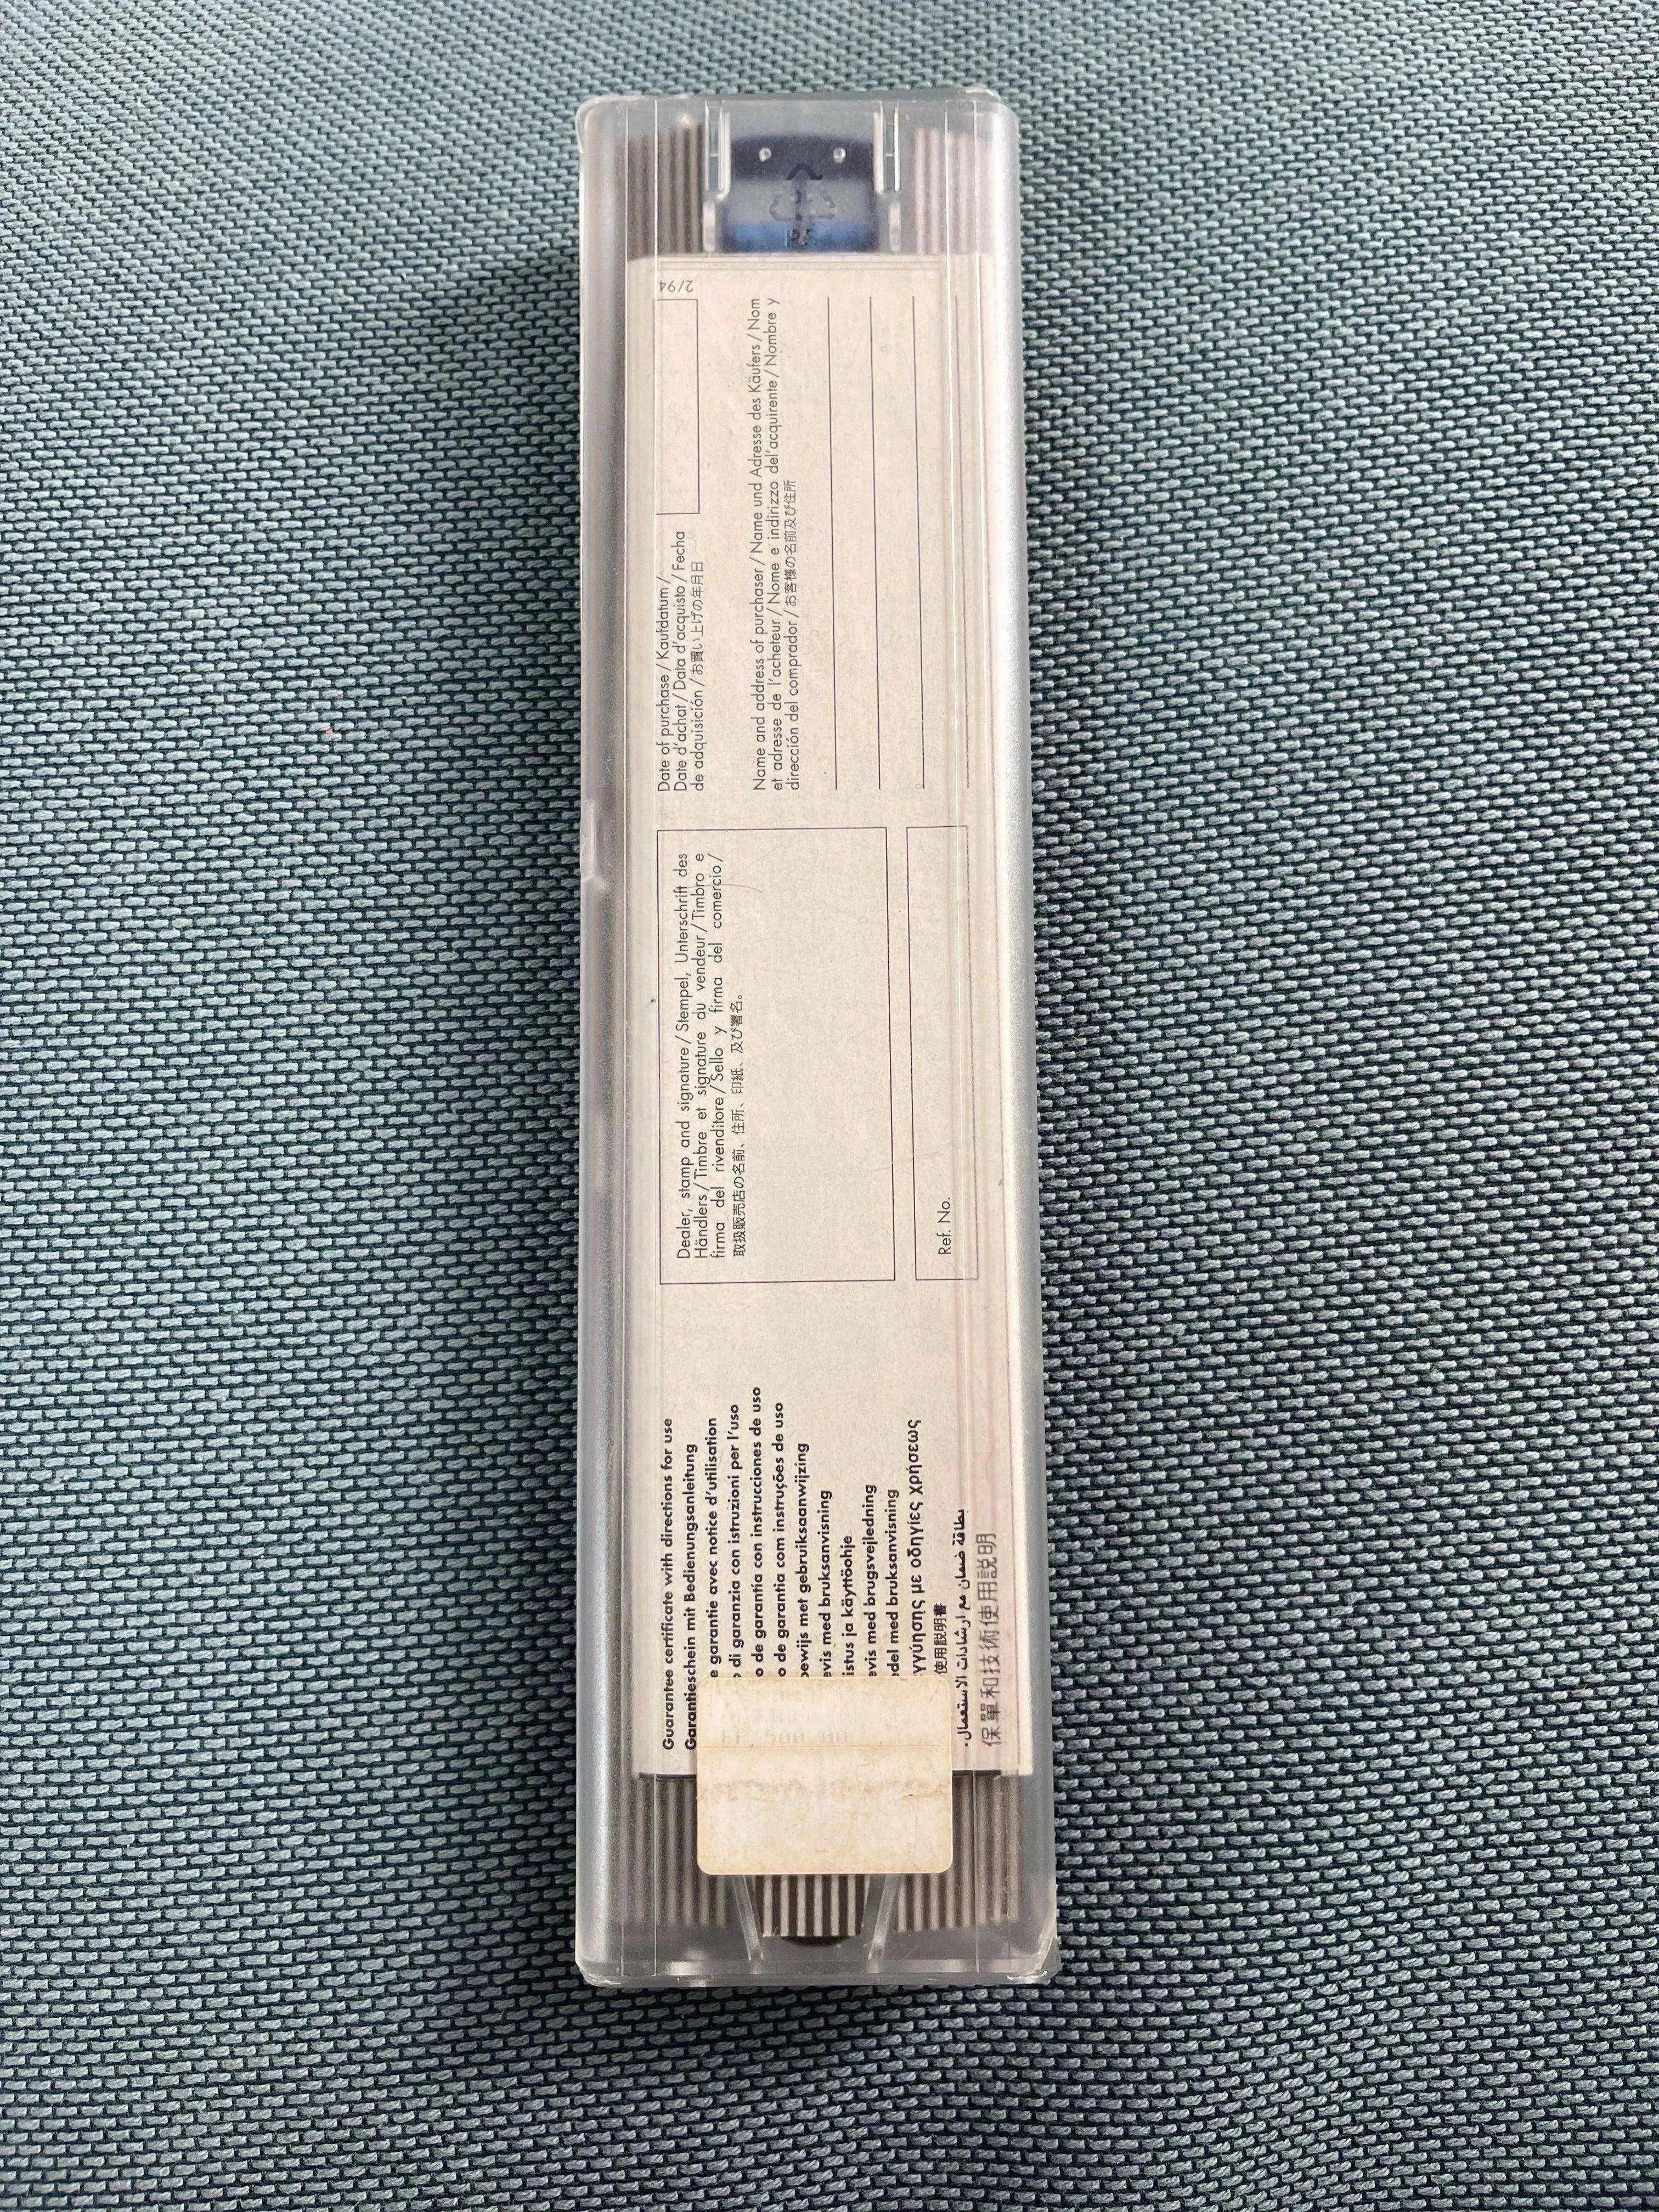 Guarantee certificate with directions for use
Garantieschein mit Bedienungsanleitung
e garantie avec notice d'utilisation
di garanzia con istruzioni per l'uso
o de garantía con instrucciones de uso
o de garantia com instruções de uso
bewijs met gebruiksaanwijzing
evis med bruksanvisning
istus ja käyttöohje
evis med brugsvejledning
del med bruksanvisning
γγύησης με οδηγίες χρήσεως
使用説明書
بطاقة ضمان مع ارشادات الاستعمال.
保單和技術使用說明
Dealer, stamp and signature / Stempel, Unterschrift des
Händlers / Timbre et signature du vendeur / Timbro e
firma del rivenditore / Sello y firma del comercio /
取扱販売店の名前、住所、印紙、及び署名。
Ref. No.
Date of purchase / Kaufdatum /
Date d'achat / Data d'acquisto / Fecha
de adquisición / お買い上げの年月日
Name and address of purchaser / Name und Adresse des Käufers / Nom
et adresse de l'acheteur / Nome e indirizzo del'acquirente / Nombre y
dirección del comprador / お客様の名前及び住所
2/94